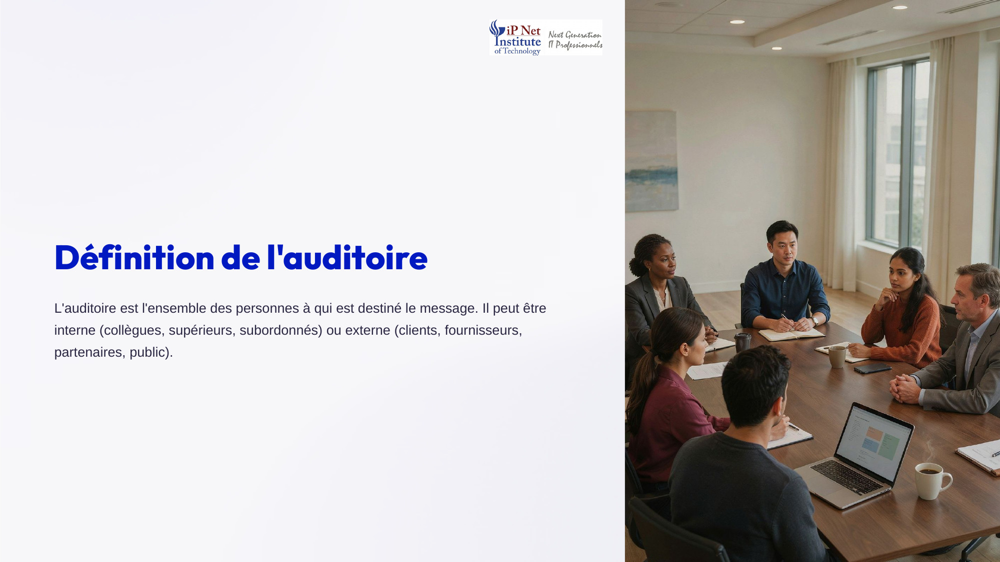 iP Net
Institute
of Technology
Next Generation
IT Professionnels
Définition de l'auditoire
L'auditoire est l'ensemble des personnes à qui est destiné le message. Il peut être
interne (collègues, supérieurs, subordonnés) ou externe (clients, fournisseurs,
partenaires, public).